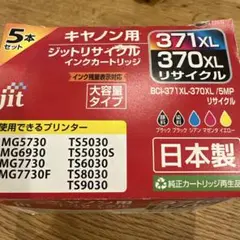 5本
セット
キヤノン用
ジットリサイクル
インクカートリッジ
インク残量表示対応
大容量
タイプ
371XL
370XL
リサイクル
BCI-371XL-370XL /5MP
リサイクル
顔料ブラック ブラック シアン マゼンタ イエロー
日本製
純正カートリッジ再生品
jit
使用できるプリンター
MG5730 TS5030
MG6930 TS5030S
MG7730 TS6030
MG7730F TS8030
TS9030